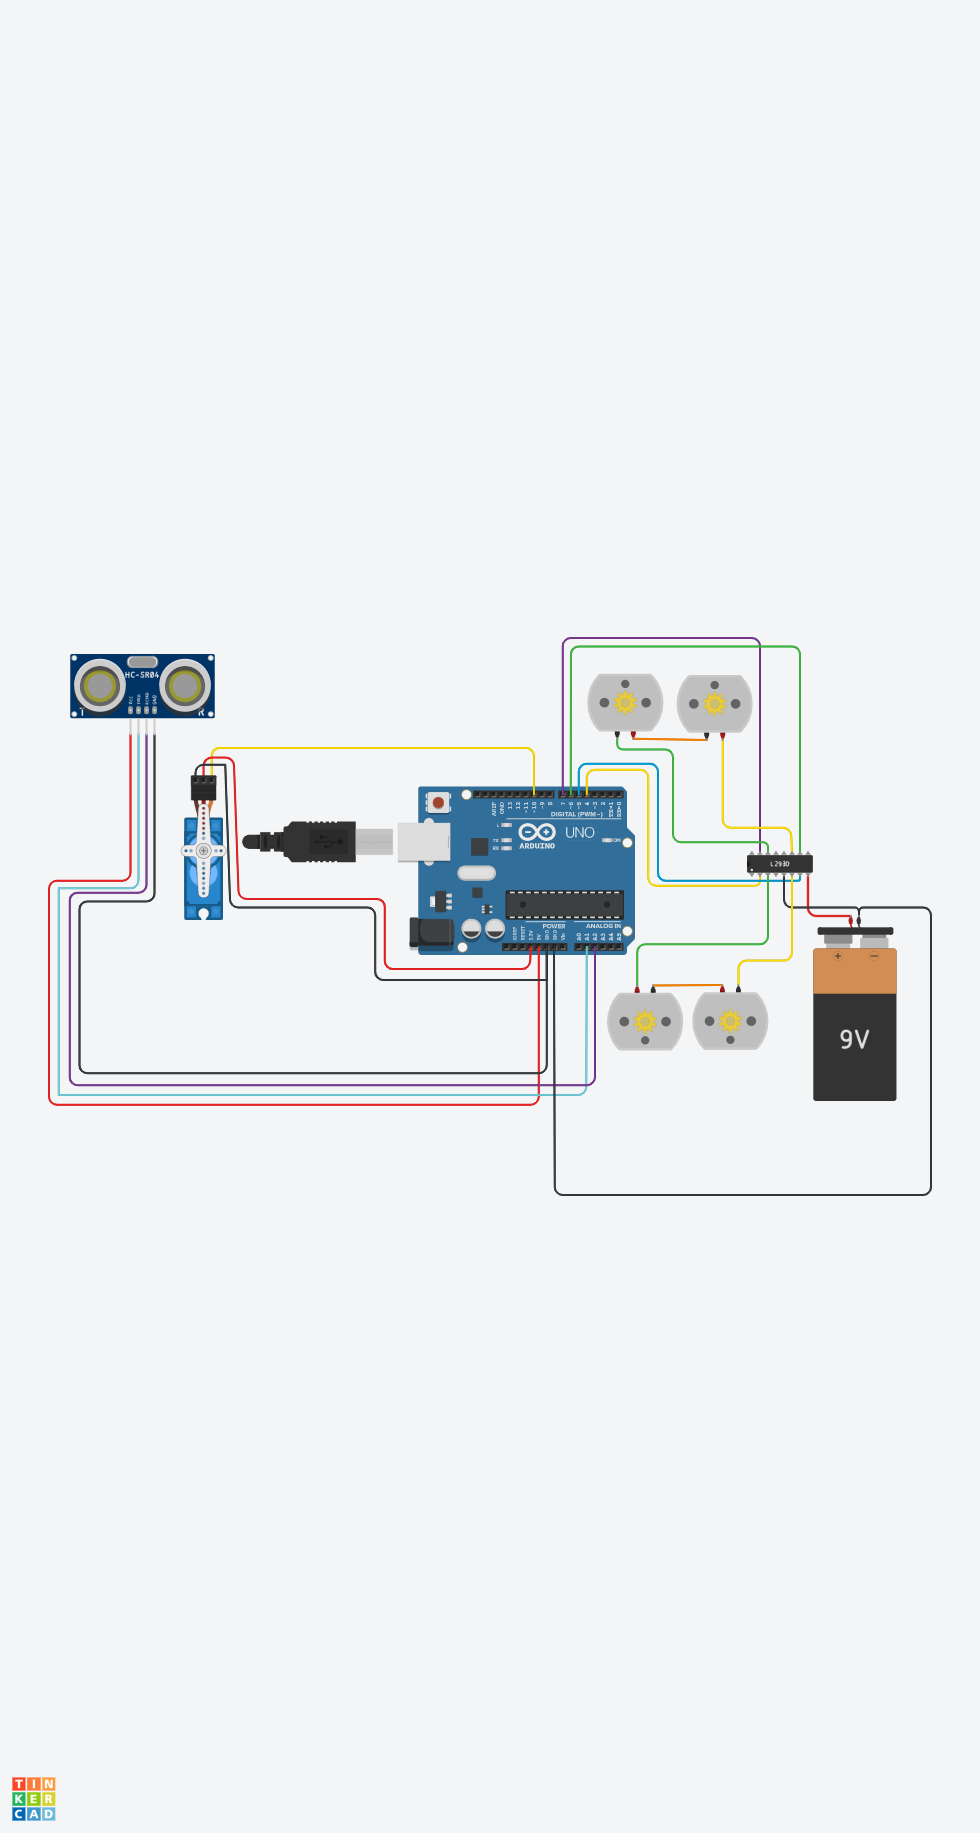 HC-SR04
VCC
TRIG
ECHO
GND
T
R
AREF
GND
13
12
~11
~10
~9
8
7
~6
~5
4
~3
2
TX→1
RX←0
DIGITAL (PWM~)
L
TX
RX
ON
UNO
ARDUINO
L293D
POWER
ANALOG IN
IOREF
RESET
3.3V
5V
GND
GND
Vin
A0
A1
A2
A3
A4
A5
+
−
9V
TIN
KER
CAD